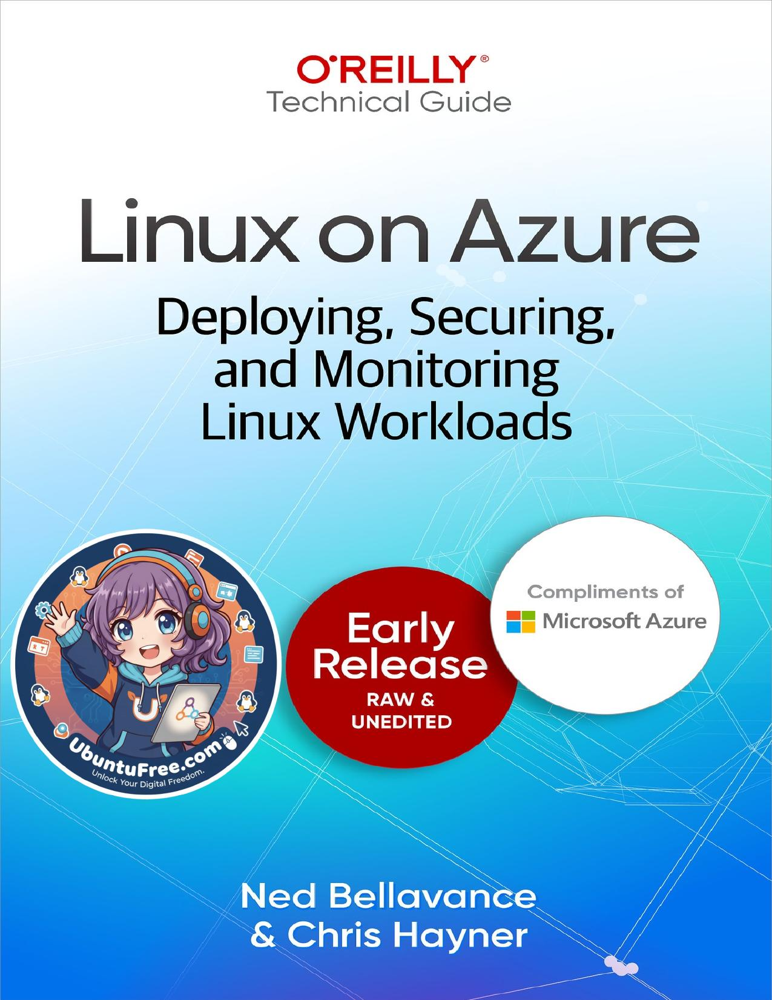 O'REILLY®
Technical Guide
Linux on Azure
Deploying, Securing,
and Monitoring
Linux Workloads
UbuntuFree.com
Unlock Your Digital Freedom.
Early
Release
RAW &
UNEDITED
Compliments of
Microsoft Azure
Ned Bellavance
& Chris Hayner